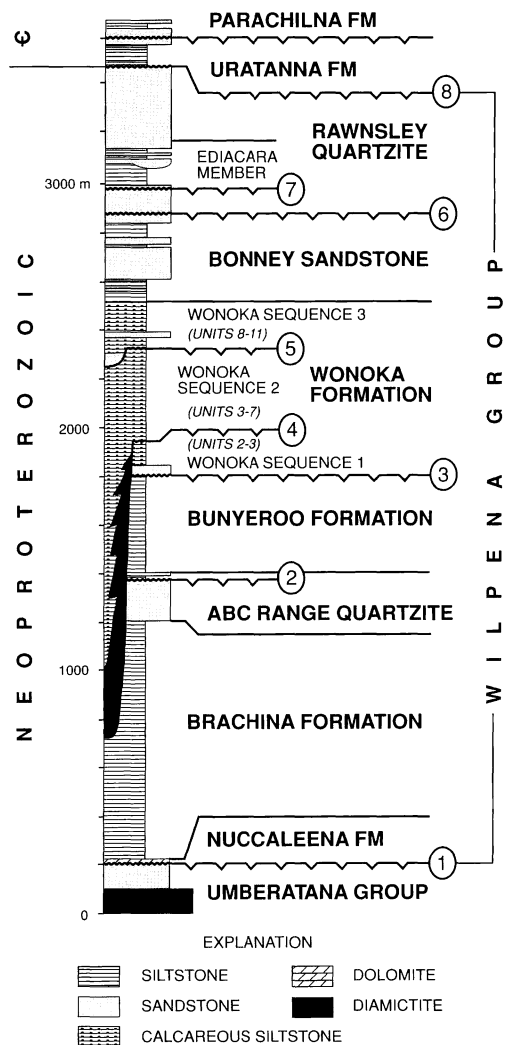 Є
PARACHILNA FM
URATANNA FM
8
RAWNSLEY
QUARTZITE
EDIACARA
MEMBER
3000 m
7
6
BONNEY SANDSTONE
WONOKA SEQUENCE 3
(UNITS 8-11)
5
WONOKA
SEQUENCE 2
WONOKA
FORMATION
(UNITS 3-7)
2000
4
(UNITS 2-3)
WONOKA SEQUENCE 1
3
BUNYEROO FORMATION
2
ABC RANGE QUARTZITE
1000
BRACHINA FORMATION
NUCCALEENA FM
1
UMBERATANA GROUP
0
NEOPROTEROZOIC
WILPENA GROUP
EXPLANATION
SILTSTONE
DOLOMITE
SANDSTONE
DIAMICTITE
CALCAREOUS SILTSTONE